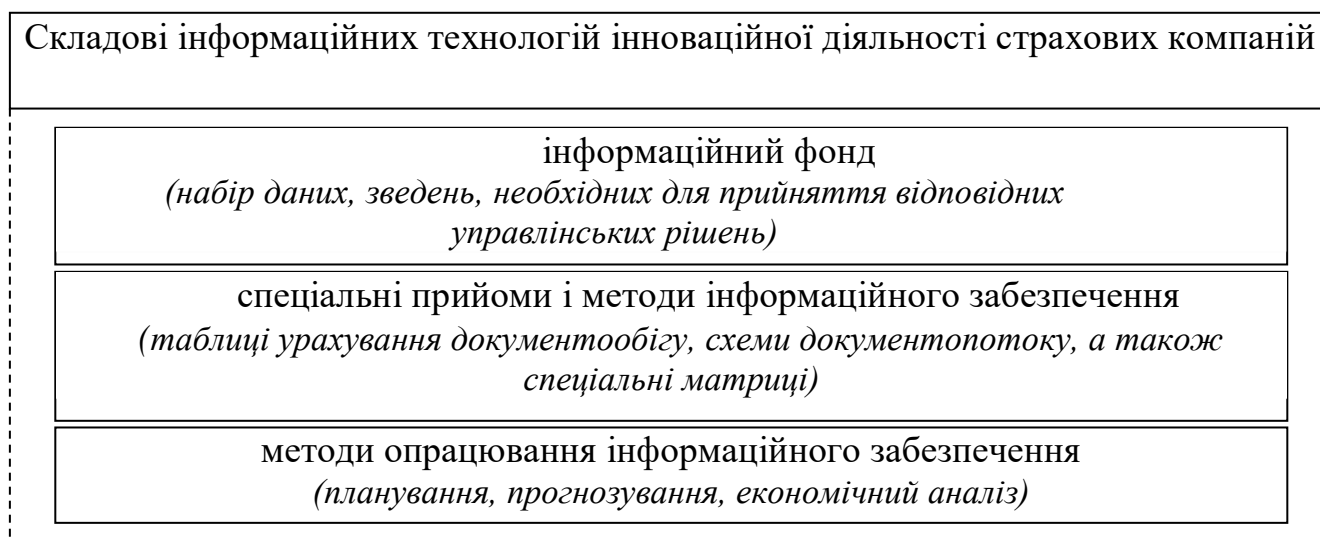 Складові інформаційних технологій інноваційної діяльності страхових компаній
інформаційний фонд
(набір даних, зведень, необхідних для прийняття відповідних
управлінських рішень)
спеціальні прийоми і методи інформаційного забезпечення
(таблиці урахування документообігу, схеми документопотоку, а також
спеціальні матриці)
методи опрацювання інформаційного забезпечення
(планування, прогнозування, економічний аналіз)